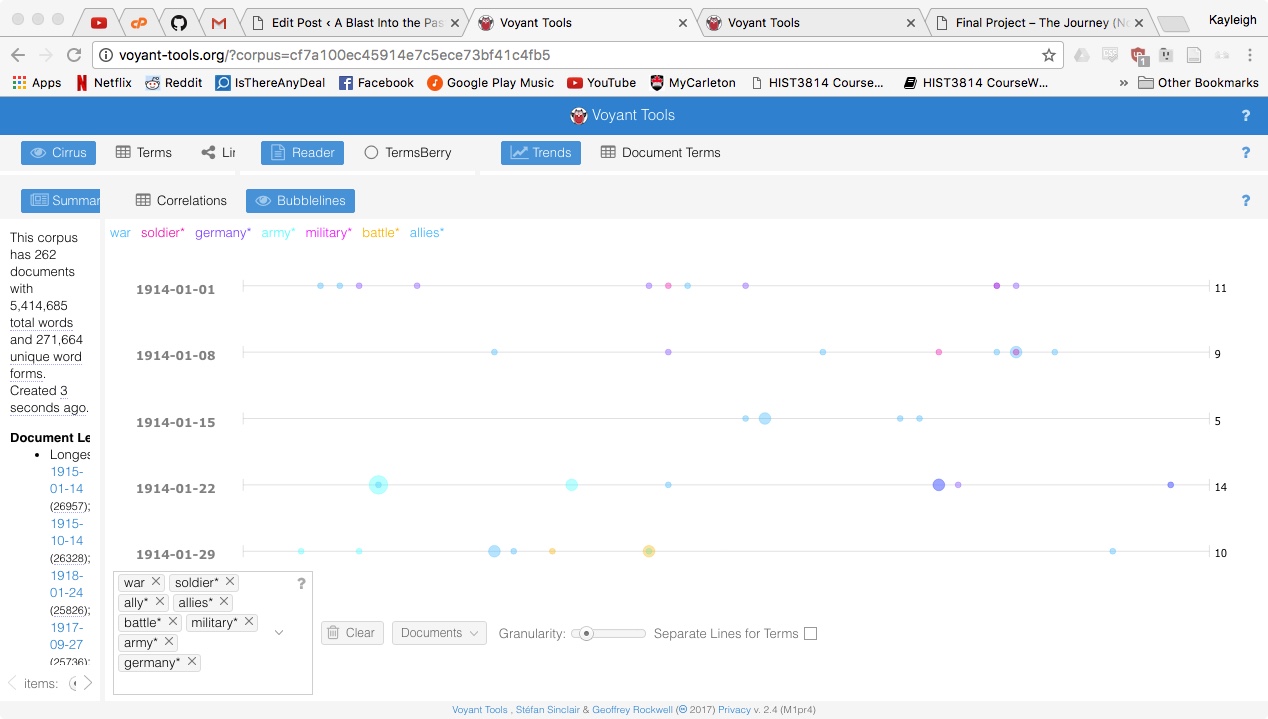 Edit Post ‹ A Blast Into the Pas
Voyant Tools
Voyant Tools
Final Project – The Journey (No
Kayleigh
voyant-tools.org/?corpus=cf7a100ec45914e7c5ece73bf41c4fb5
1
Apps Netflix Reddit IsThereAnyDeal Facebook Google Play Music YouTube MyCarleton HIST3814 Course... HIST3814 CourseW... » Other Bookmarks
Voyant Tools ?
Cirrus Terms Lin Reader TermsBerry Trends Document Terms ?
Summar Correlations Bubblelines ?
war soldier* germany* army* military* battle* allies*
This corpus
has 262
documents
with
5,414,685
total words
and 271,664
unique word
forms.
Created 3
seconds ago.
Document Le
• Longes
1915-
01-14
(26957);
1915-
10-14
(26328);
1918-
01-24
(25826);
1917-
09-27
(25736);
items:
1914-01-01 11
1914-01-08 9
1914-01-15 5
1914-01-22 14
1914-01-29 10
war × soldier* × ?
ally* × allies* ×
battle* × military* ×
army* ×
germany* ×
Clear Documents Granularity: Separate Lines for Terms
Voyant Tools , Stéfan Sinclair & Geoffrey Rockwell (© 2017) Privacy v. 2.4 (M1pr4)